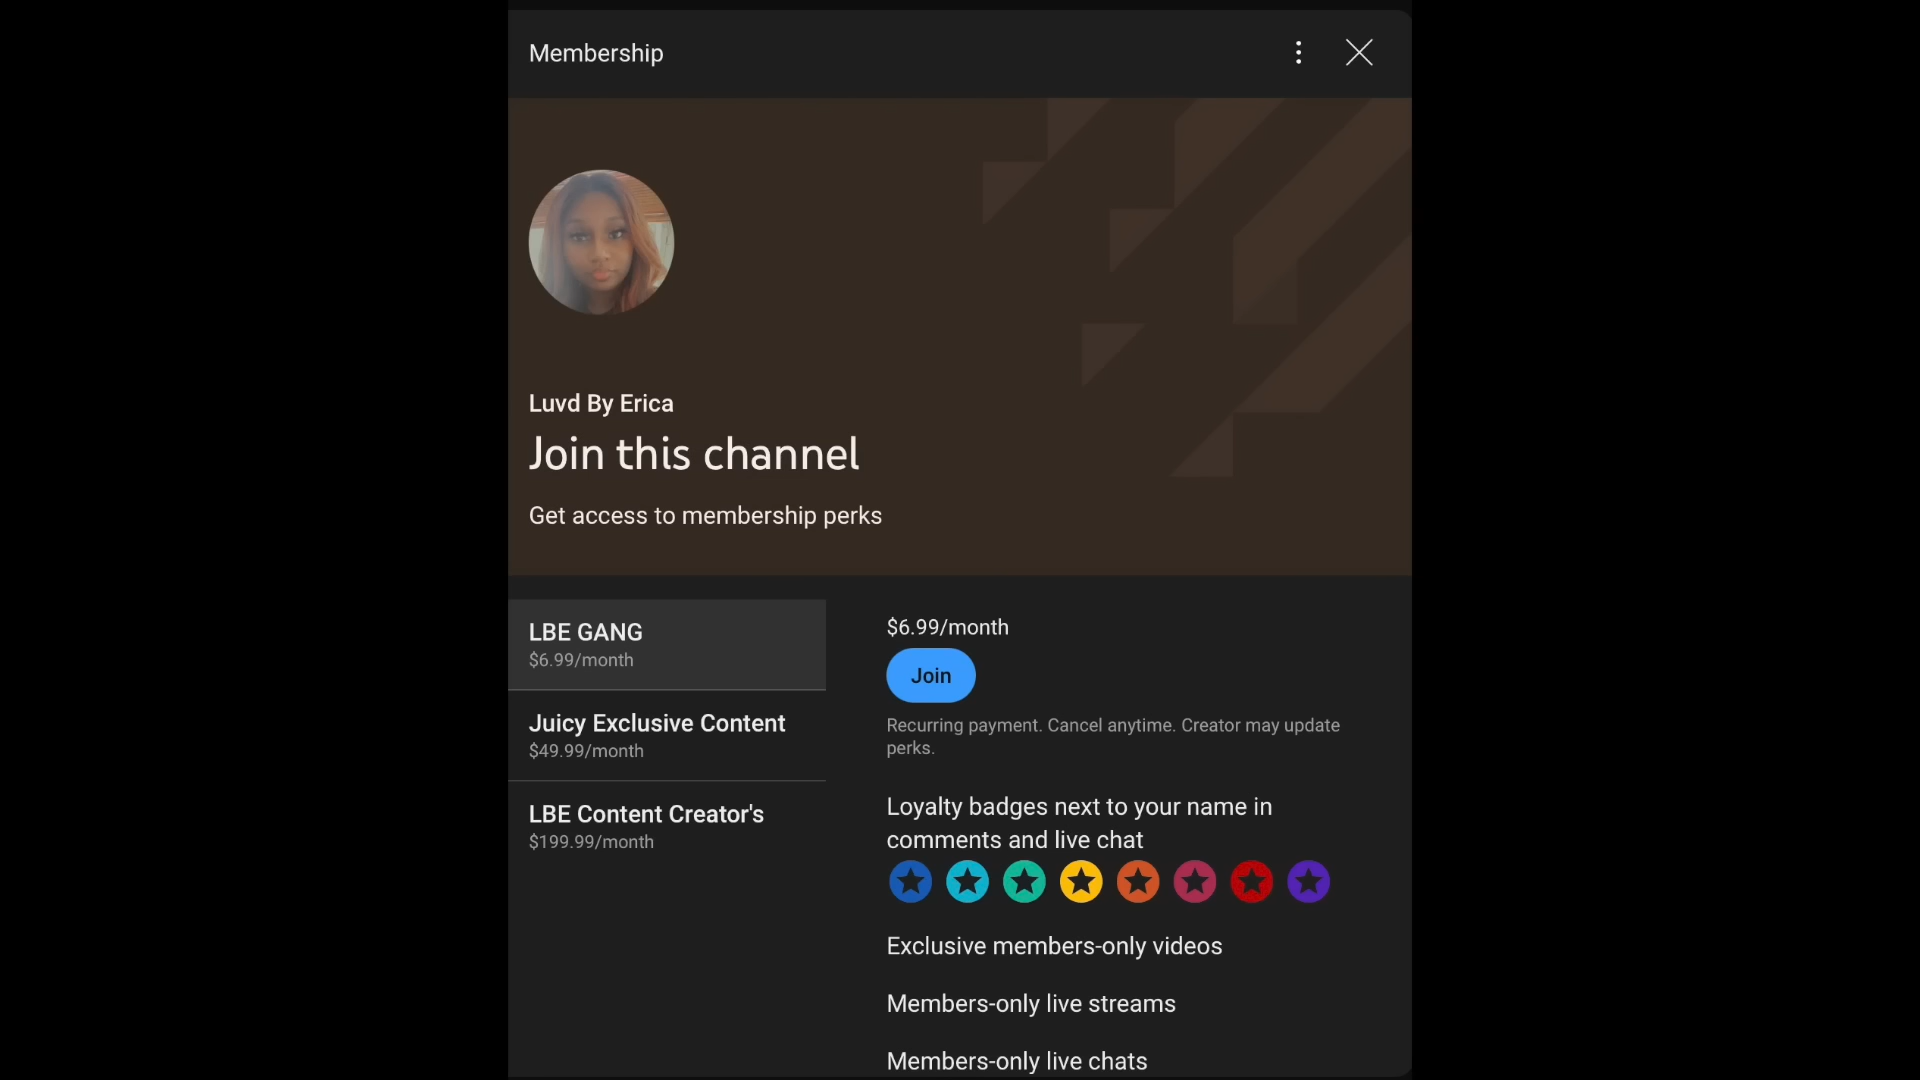 Membership
Luvd By Erica
Join this channel
Get access to membership perks
LBE GANG
$6.99/month
Juicy Exclusive Content
$49.99/month
LBE Content Creator's
$199.99/month
$6.99/month
Join
Recurring payment. Cancel anytime. Creator may update
perks.
Loyalty badges next to your name in
comments and live chat
Exclusive members-only videos
Members-only live streams
Members-only live chats